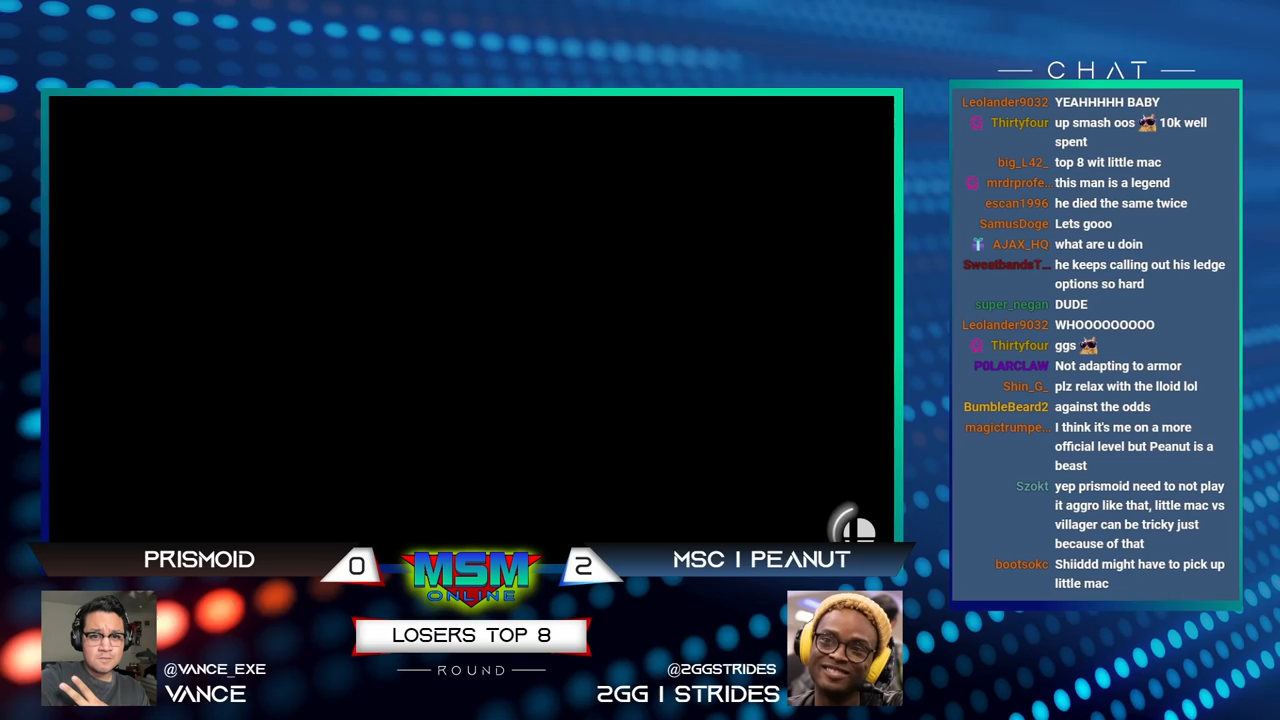 CHAT
Leolander9032 YEAHHHHH BABY
Thirtyfour up smash oos 10k well
spent
big_L42_ top 8 wit little mac
mrdrprofe... this man is a legend
escan1996 he died the same twice
SamusDoge Lets gooo
AJAX_HQ what are u doin
SweatbandsT... he keeps calling out his ledge
options so hard
super_negan DUDE
Leolander9032 WHOOOOOOOOO
Thirtyfour ggs
P0LARCLAW Not adapting to armor
Shin_G_ plz relax with the lloid lol
BumbleBeard2 against the odds
magictrumpe... I think it's me on a more
official level but Peanut is a
beast
Szokt yep prismoid need to not play
it aggro like that, little mac vs
villager can be tricky just
because of that
bootsokc Shiiddd might have to pick up
little mac
PRISMOID 0 MSM 2 MSC | PEANUT
ONLINE
LOSERS TOP 8
ROUND
@VANCE_EXE
VANCE
@2GGSTRIDES
2GG | STRIDES